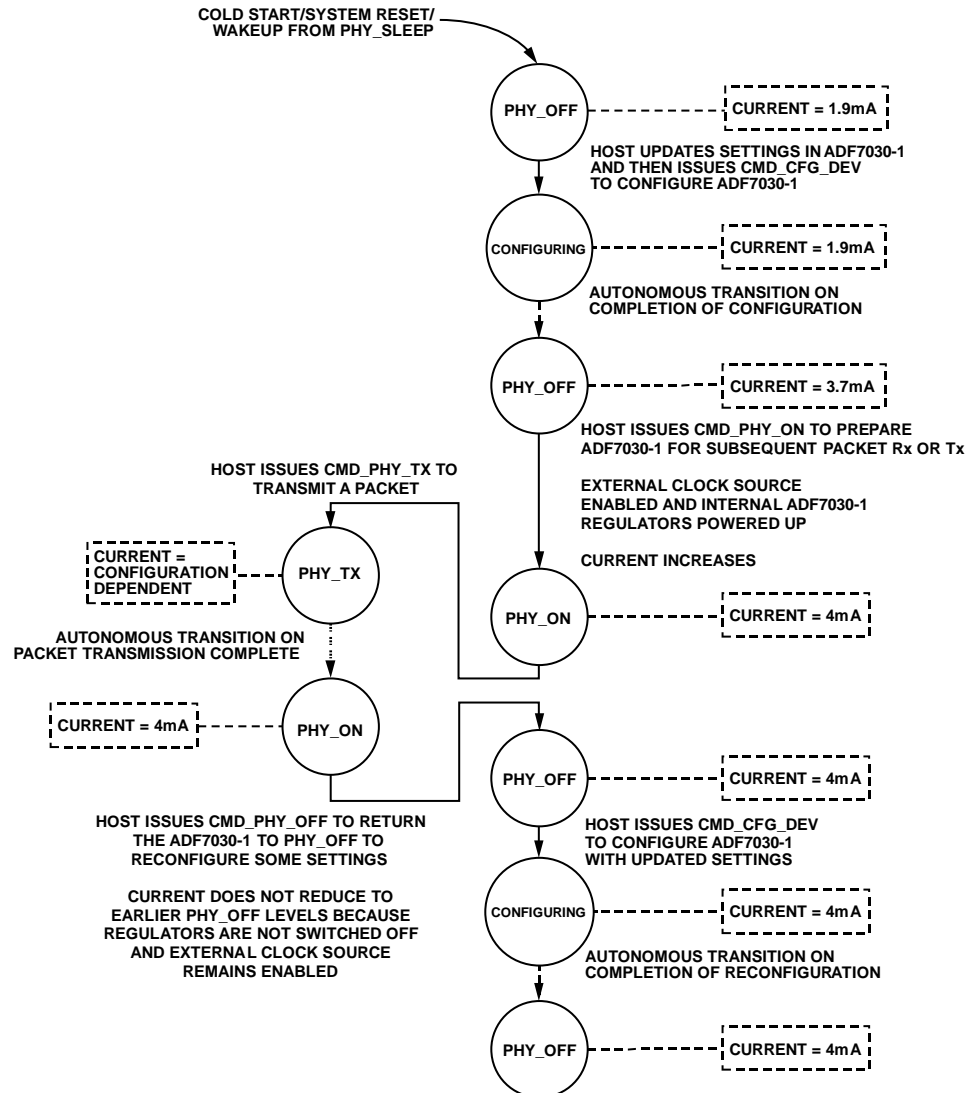 COLD START/SYSTEM RESET/
WAKEUP FROM PHY_SLEEP
PHY_OFF
CURRENT = 1.9mA
HOST UPDATES SETTINGS IN ADF7030-1
AND THEN ISSUES CMD_CFG_DEV
TO CONFIGURE ADF7030-1
CONFIGURING
CURRENT = 1.9mA
AUTONOMOUS TRANSITION ON
COMPLETION OF CONFIGURATION
PHY_OFF
CURRENT = 3.7mA
HOST ISSUES CMD_PHY_ON TO PREPARE
ADF7030-1 FOR SUBSEQUENT PACKET Rx OR Tx
EXTERNAL CLOCK SOURCE
ENABLED AND INTERNAL ADF7030-1
REGULATORS POWERED UP
CURRENT INCREASES
PHY_ON
CURRENT = 4mA
HOST ISSUES CMD_PHY_TX TO
TRANSMIT A PACKET
CURRENT =
CONFIGURATION
DEPENDENT
PHY_TX
AUTONOMOUS TRANSITION ON
PACKET TRANSMISSION COMPLETE
CURRENT = 4mA
PHY_ON
HOST ISSUES CMD_PHY_OFF TO RETURN
THE ADF7030-1 TO PHY_OFF TO
RECONFIGURE SOME SETTINGS
CURRENT DOES NOT REDUCE TO
EARLIER PHY_OFF LEVELS BECAUSE
REGULATORS ARE NOT SWITCHED OFF
AND EXTERNAL CLOCK SOURCE
REMAINS ENABLED
PHY_OFF
CURRENT = 4mA
HOST ISSUES CMD_CFG_DEV
TO CONFIGURE ADF7030-1
WITH UPDATED SETTINGS
CONFIGURING
CURRENT = 4mA
AUTONOMOUS TRANSITION ON
COMPLETION OF RECONFIGURATION
PHY_OFF
CURRENT = 4mA